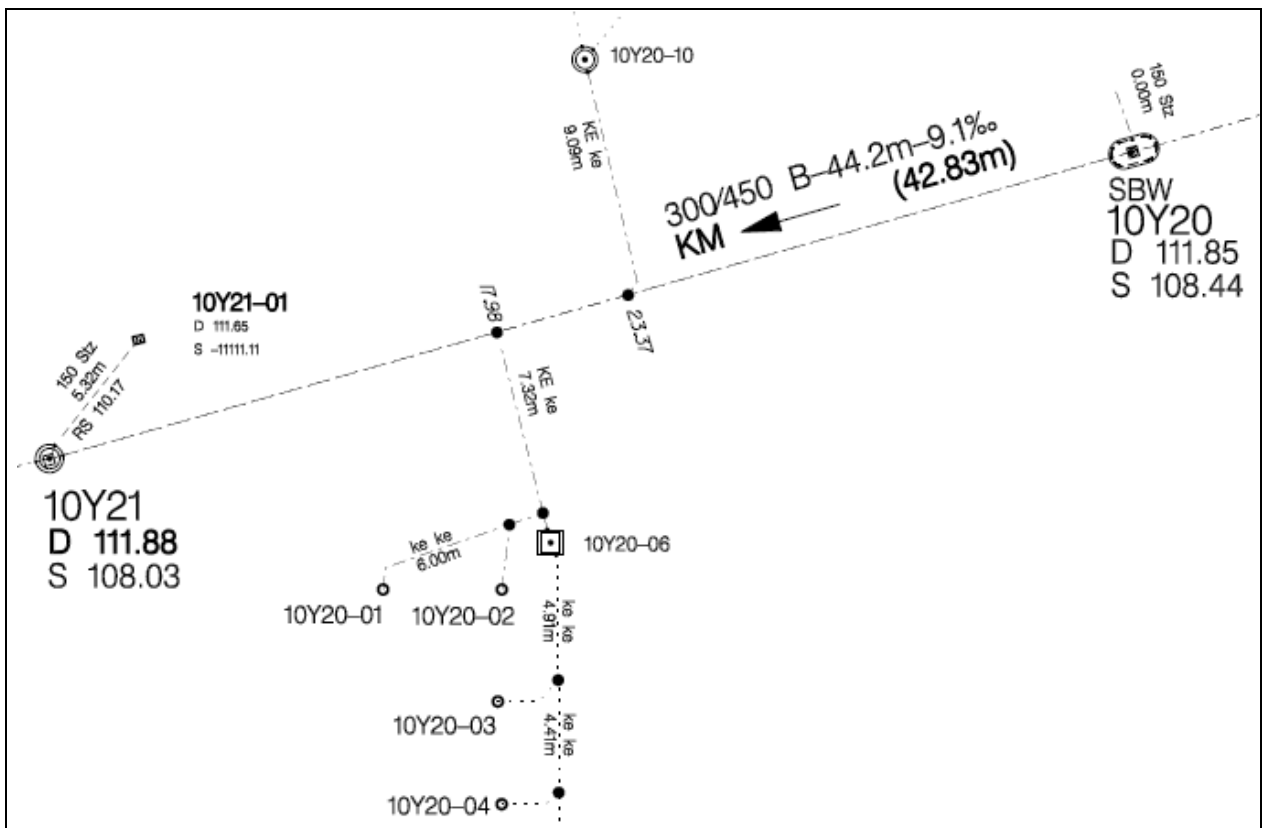 10Y20–10
150 Stz
0.00m
KE ke
9.09m
300/450 B–44.2m–9.1‰
(42.83m)
KM
SBW
10Y20
D 111.85
S 108.44
10Y21–01
D 111.65
S –11111.11
17.98
23.37
150 Stz
5.32m
RS 110.17
KE ke
7.32m
10Y21
D 111.88
S 108.03
ke ke
6.00m
10Y20–06
10Y20–01
10Y20–02
ke ke
4.91m
10Y20–03
ke ke
4.41m
10Y20–04